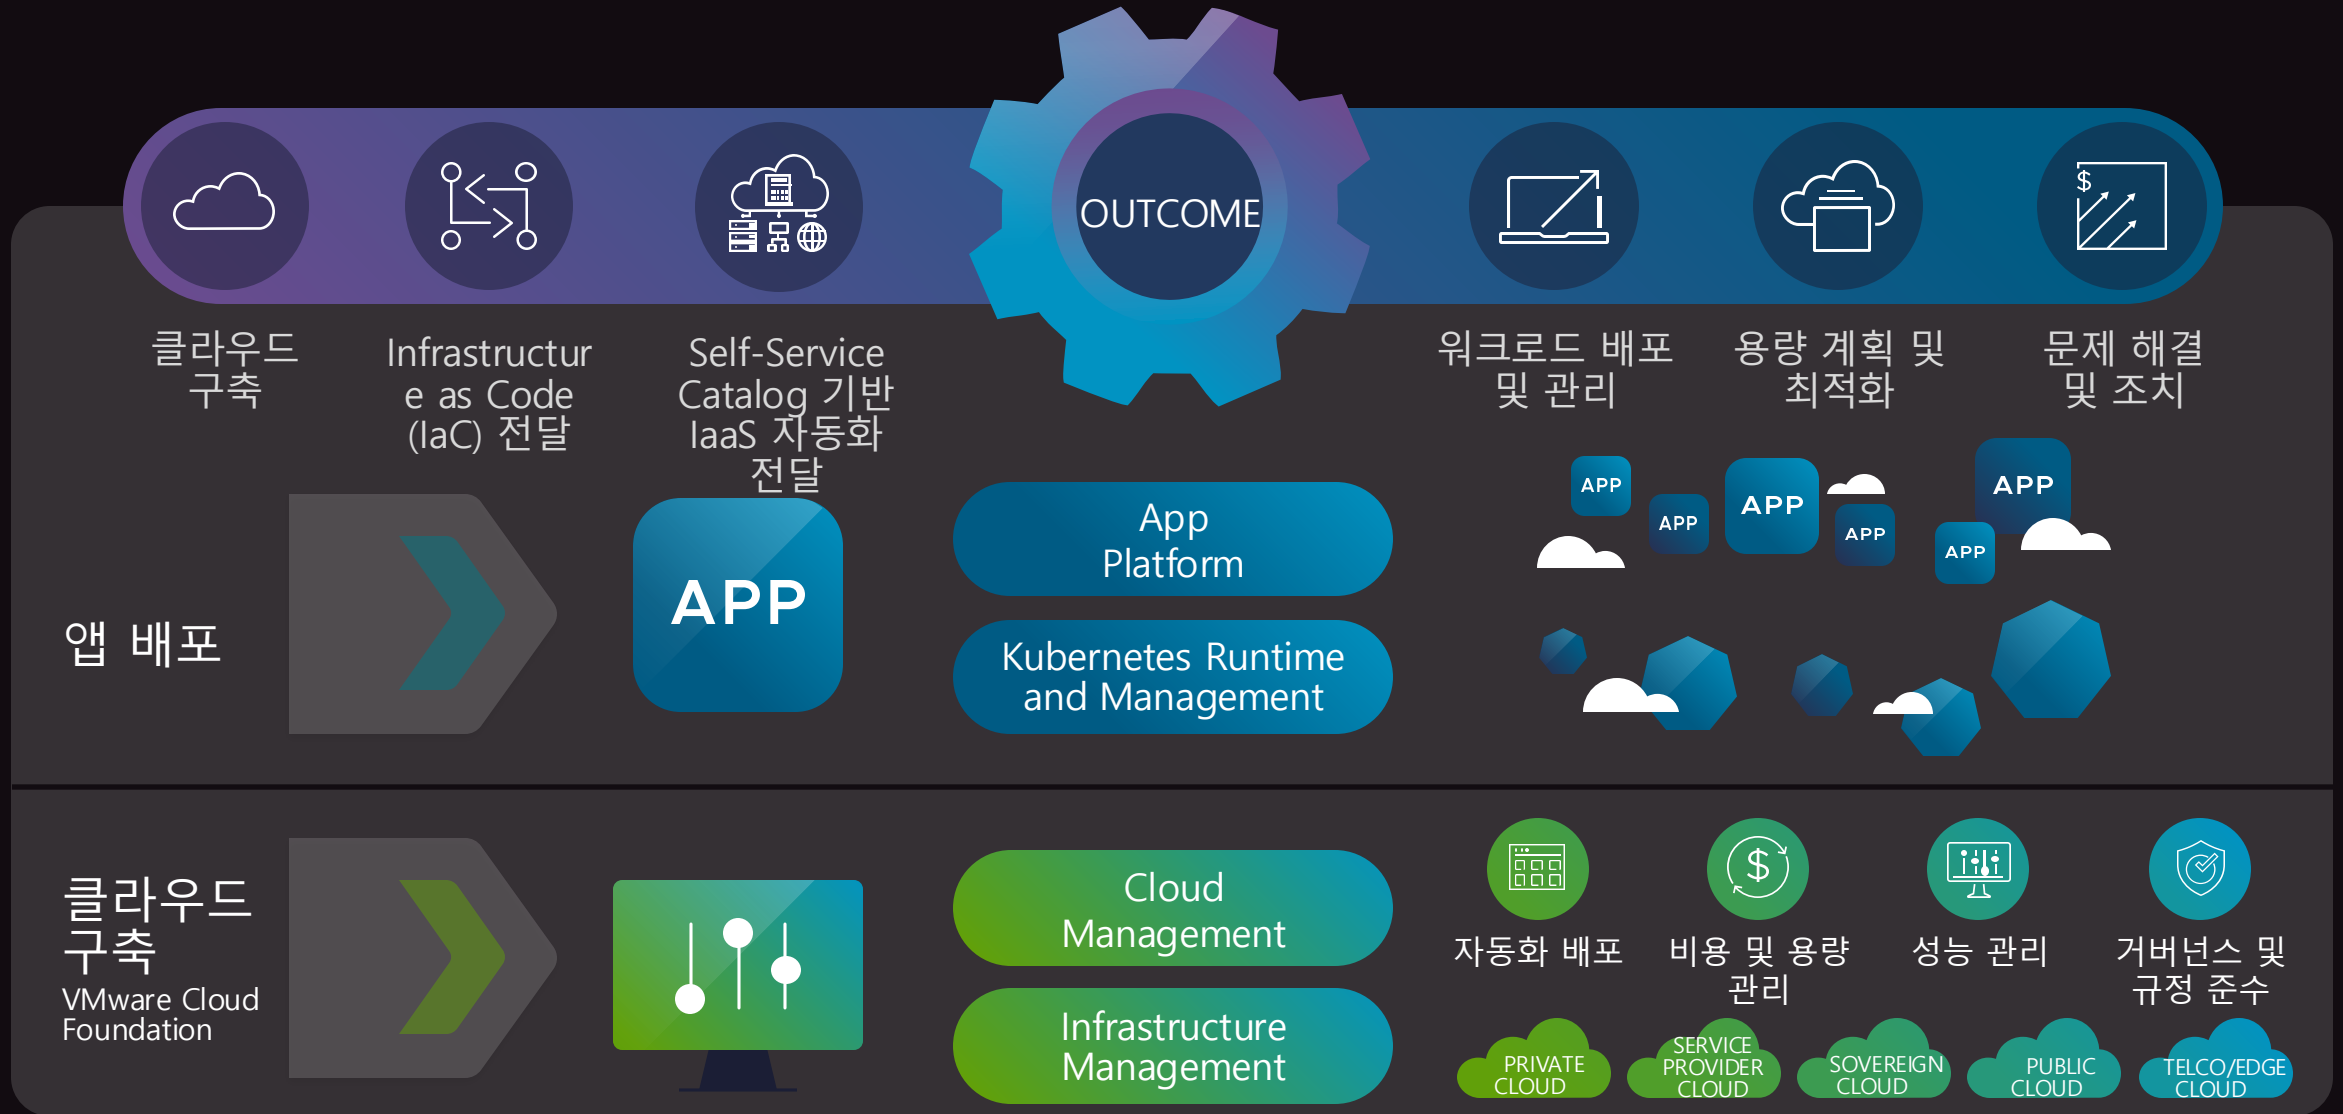 OUTCOME
클라우드
구축
Infrastructur
e as Code
(IaC) 전달
Self-Service
Catalog 기반
IaaS 자동화
전달
워크로드 배포
및 관리
용량 계획 및
최적화
문제 해결
및 조치
$
앱 배포
APP
App
Platform
Kubernetes Runtime
and Management
APP
APP
APP
APP
APP
APP
클라우드
구축
VMware Cloud
Foundation
Cloud
Management
Infrastructure
Management
$
자동화 배포
비용 및 용량
관리
성능 관리
거버넌스 및
규정 준수
PRIVATE
CLOUD
SERVICE
PROVIDER
CLOUD
SOVEREIGN
CLOUD
PUBLIC
CLOUD
TELCO/EDGE
CLOUD